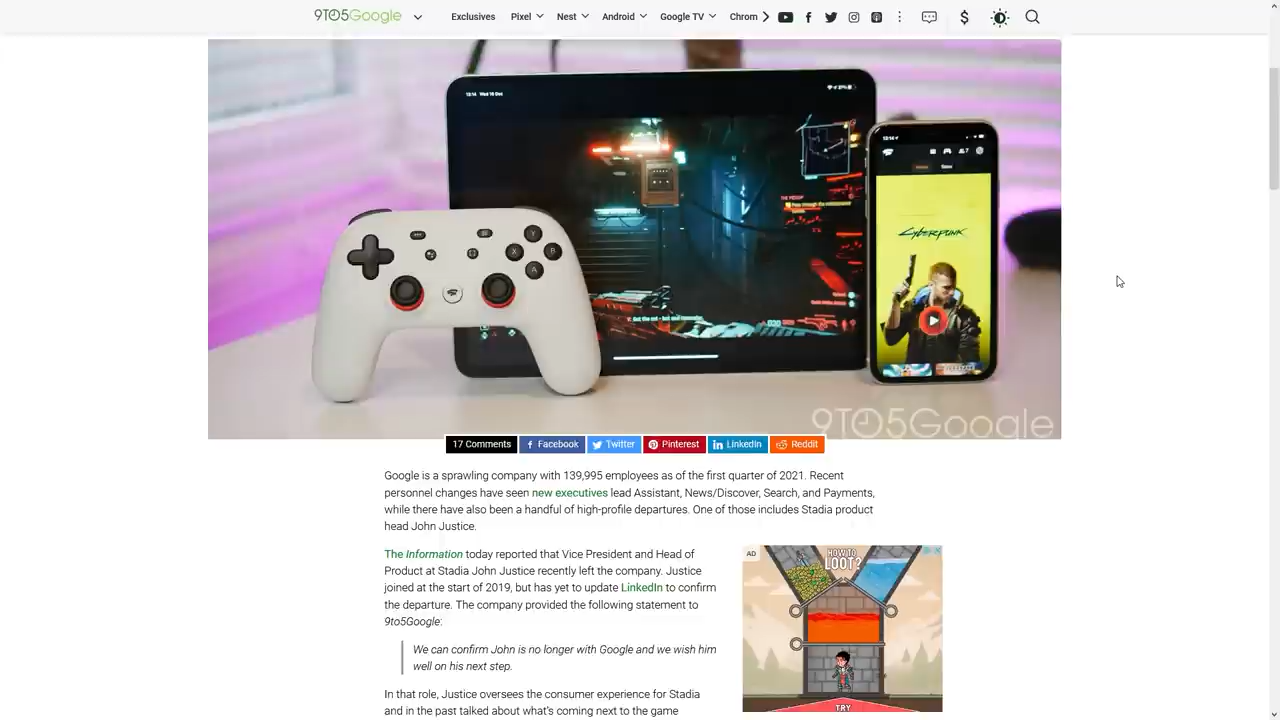 9TO5Google
Exclusives Pixel Nest Android Google TV Chrom
13:14 Wed 16 Dec
13:14
CYBERPUNK
Y
X B
A
9TO5Google
17 Comments Facebook Twitter Pinterest LinkedIn Reddit
Google is a sprawling company with 139,995 employees as of the first quarter of 2021. Recent
personnel changes have seen new executives lead Assistant, News/Discover, Search, and Payments,
while there have also been a handful of high-profile departures. One of those includes Stadia product
head John Justice.
The Information today reported that Vice President and Head of
Product at Stadia John Justice recently left the company. Justice
joined at the start of 2019, but has yet to update LinkedIn to confirm
the departure. The company provided the following statement to
9to5Google:
We can confirm John is no longer with Google and we wish him
well on his next step.
In that role, Justice oversees the consumer experience for Stadia
and in the past talked about what's coming next to the game
AD
HOW TO
LOOT?
TRY